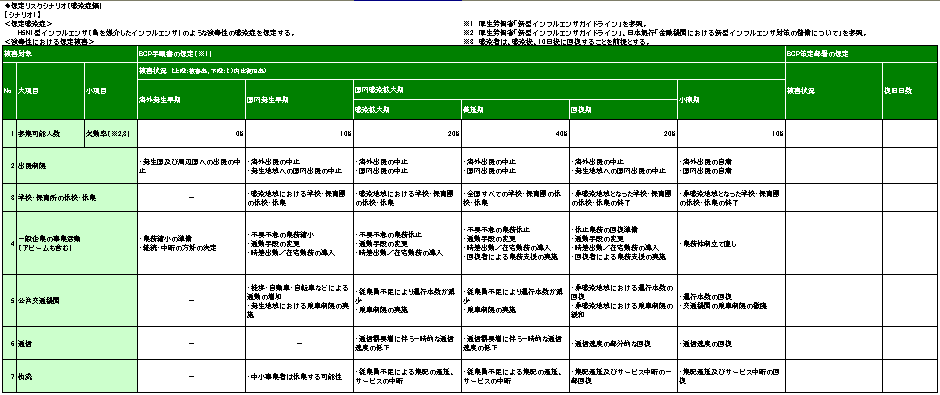 ◆想定リスクシナリオ(感染症編)
【シナリオ1】
＜想定感染症＞
H5N1型インフルエンザ(鳥を媒介したインフルエンザ)のような強毒性の感染症を想定する。
＜強毒性における想定被害＞
※1 厚生労働省「新型インフルエンザガイドライン」を参照。
※2 厚生労働省「新型インフルエンザガイドライン」、日本銀行「金融機関における新型インフルエンザ対策の整備について」を参照。
※3 感染者は、感染後、10日後に回復することを前提とする。
被害対象
BCP手順書の想定(※1)
BCP策定部署の想定
No
大項目
小項目
被害状況 (上段:被害率、下段:( )内出勤可率)
海外発生早期
国内発生早期
国内感染拡大期
感染拡大期
蔓延期
回復期
小康期
被害状況
復旧日数
1
参集可能人数
欠勤率(※2,3)
0%
10%
20%
40%
20%
10%
2
出張制限
・発生国及び周辺国への出張の中
止
・海外出張の中止
・発生地域への国内出張の中止
・海外出張の中止
・国内出張の中止
・海外出張の中止
・国内出張の中止
・海外出張の中止
・発生地域への国内出張の中止
・海外出張の自粛
・国内出張の自粛
3
学校・保育所の休校・休集
－
・感染地域における学校・保育園
の休校・休集
・感染地域における学校・保育園
の休校・休集
・全国すべての学校・保育園の休
校・休集
・非感染地域となった学校・保育園
の休校・休集の終了
・非感染地域となった学校・保育園
の休校・休集の終了
4
一般企業の事業活動
(アビームも含む)
・業務縮小の準備
・継続・中断の方針の決定
・不要不急の業務縮小
・通勤手段の変更
・時差出勤／在宅勤務の導入
・不要不急の業務休止
・通勤手段の変更
・時差出勤／在宅勤務の導入
・不要不急の業務休止
・通勤手段の変更
・時差出勤／在宅勤務の導入
・回復者による業務支援の実施
・休止業務の回復準備
・通勤手段の変更
・時差出勤／在宅勤務の導入
・回復者による業務支援の実施
・業務体制立て直し
5
公共交通機関
－
・徒歩・自動車・自転車などによる
通勤の増加
・発生地域における乗車制限の実
施
・従業員不足により運行本数が減
少
・乗車制限の実施
・従業員不足により運行本数が減
少
・乗車制限の実施
・非感染地域における運行本数の
回復
・非感染地域における乗車制限の
緩和
・運行本数の回復
・交通機関の乗車制限の撤廃
6
通信
－
－
・通信需要増に伴う一時的な通信
速度の低下
・通信需要増に伴う一時的な通信
速度の低下
・通信速度の部分的な回復
・通信速度の回復
7
物流
－
・中小事業者は休業する可能性
・従業員不足による集配の遅延、
サービスの中断
・従業員不足による集配の遅延、
サービスの中断
・集配遅延及びサービス中断の一
部回復
・集配遅延及びサービス中断の回
復